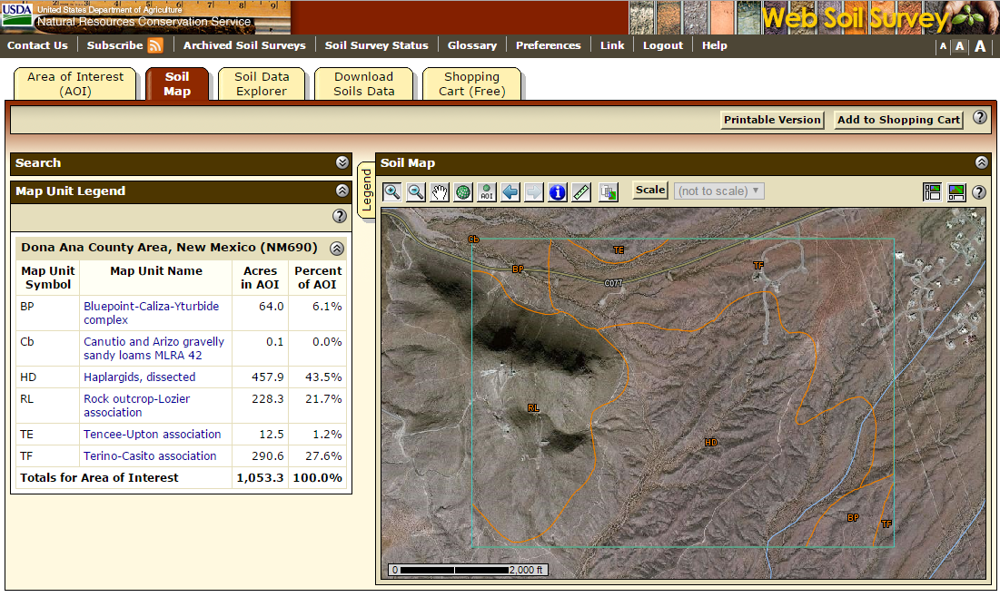 USDA United States Department of Agriculture
Natural Resources Conservation Service
Web Soil Survey
Contact Us Subscribe Archived Soil Surveys Soil Survey Status Glossary Preferences Link Logout Help A A A
Area of Interest
(AOI)
Soil
Map
Soil Data
Explorer
Download
Soils Data
Shopping
Cart (Free)
Printable Version Add to Shopping Cart ?
Search
Map Unit Legend
?
Dona Ana County Area, New Mexico (NM690)
Map Unit
Symbol
Map Unit Name
Acres
in AOI
Percent
of AOI
BP Bluepoint-Caliza-Yturbide
complex 64.0 6.1%
Cb Canutio and Arizo gravelly
sandy loams MLRA 42 0.1 0.0%
HD Haplargids, dissected 457.9 43.5%
RL Rock outcrop-Lozier
association 228.3 21.7%
TE Tencee-Upton association 12.5 1.2%
TF Terino-Casito association 290.6 27.6%
Totals for Area of Interest 1,053.3 100.0%
Legend
Soil Map
AOI
i
Scale (not to scale) ?
Cb
TE
BP
TF
C077
RL
HD
BP
TF
0 2,000 ft